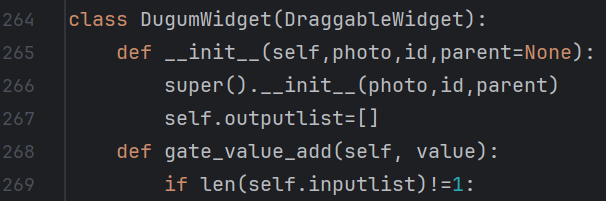 264 class DugumWidget(DraggableWidget):
265     def __init__(self,photo,id,parent=None):
266         super().__init__(photo,id,parent)
267         self.outputlist=[]
268     def gate_value_add(self, value):
269         if len(self.inputlist)!=1: